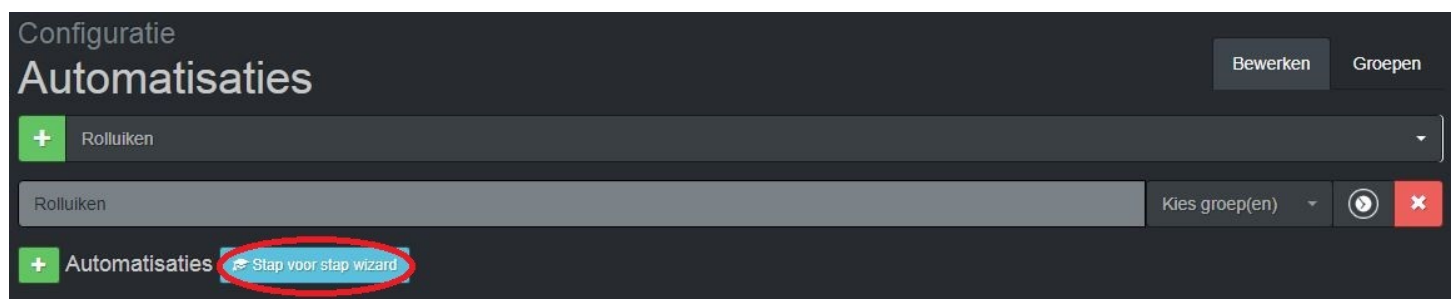 Configuratie
Automatisaties
Bewerken Groepen
Rolluiken
Rolluiken Kies groep(en)
Automatisaties Stap voor stap wizard